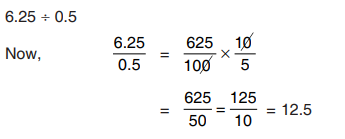 6.25 ÷ 0.5
Now, 6.25/0.5 = 625/100 × 10/5
= 625/50 = 125/10 = 12.5